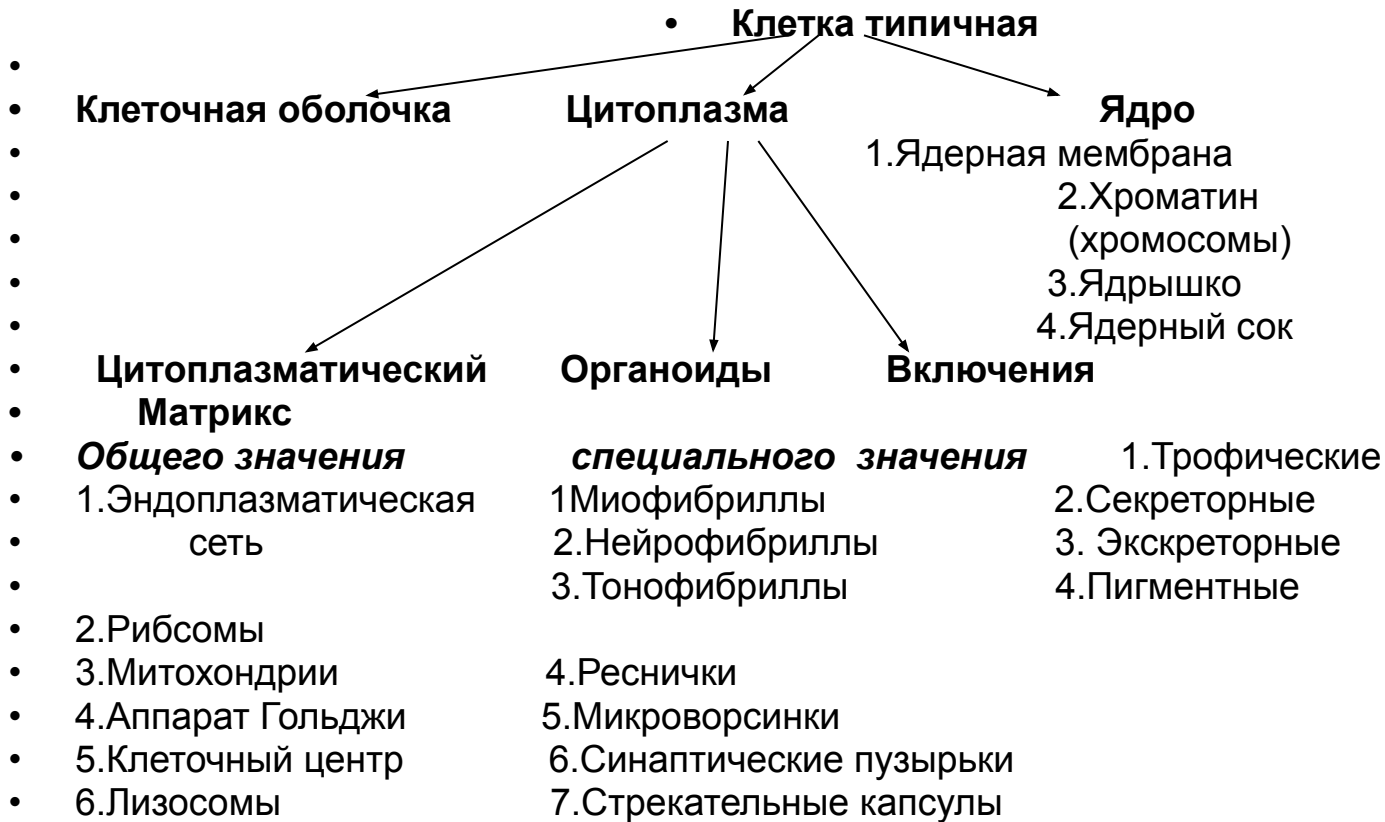 • Клетка типичная
•
• Клеточная оболочка Цитоплазма Ядро
• 1.Ядерная мембрана
• 2.Хроматин
• (хромосомы)
• 3.Ядрышко
• 4.Ядерный сок
• Цитоплазматический Органоиды Включения
• Матрикс
• Общего значения специального значения 1.Трофические
• 1.Эндоплазматическая 1Миофибриллы 2.Секреторные
• сеть 2.Нейрофибриллы 3. Экскреторные
• 3.Тонофибриллы 4.Пигментные
• 2.Рибсомы
• 3.Митохондрии 4.Реснички
• 4.Аппарат Гольджи 5.Микроворсинки
• 5.Клеточный центр 6.Синаптические пузырьки
• 6.Лизосомы 7.Стрекательные капсулы